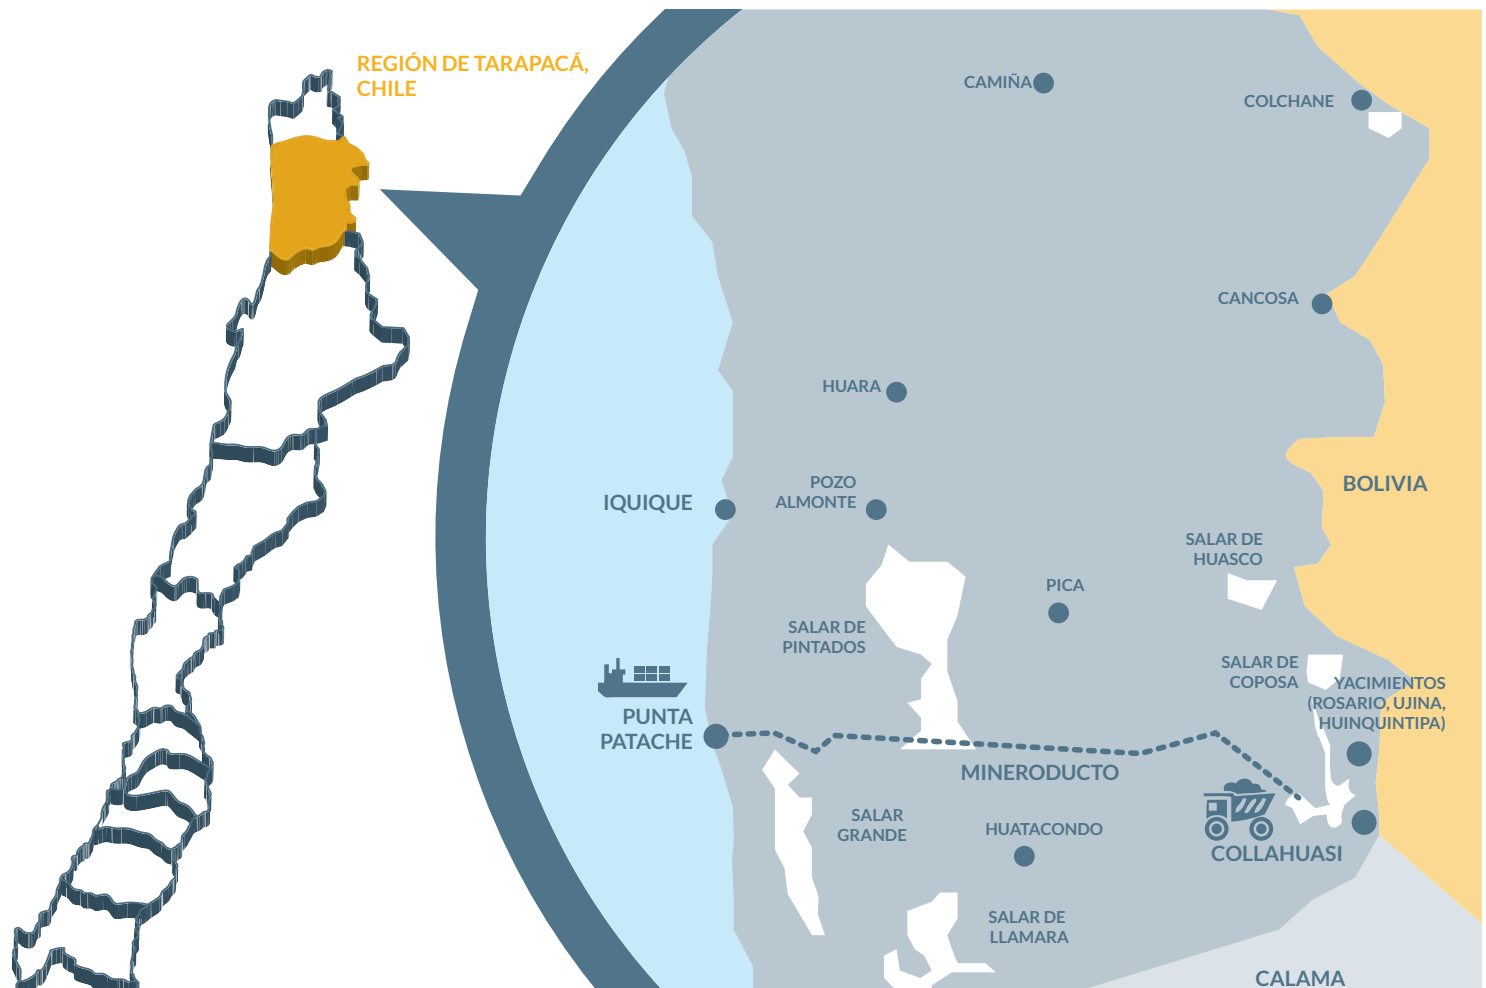 REGIÓN DE TARAPACÁ,
CHILE
CAMIÑA
COLCHANE
CANCOSA
HUARA
BOLIVIA
POZO
ALMONTE
IQUIQUE
SALAR DE
HUASCO
PICA
SALAR DE
PINTADOS
SALAR DE
COPOSA
YACIMIENTOS
(ROSARIO, UJINA,
HUINQUINTIPA)
PUNTA
PATACHE
MINERODUCTO
SALAR
GRANDE
HUATACONDO
COLLAHUASI
SALAR DE
LLAMARA
CALAMA